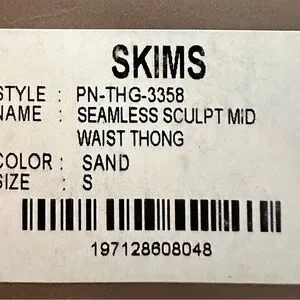 SKIMS
STYLE : PN-THG-3358
NAME : SEAMLESS SCULPT MID
WAIST THONG
COLOR : SAND
SIZE : S
197128608048